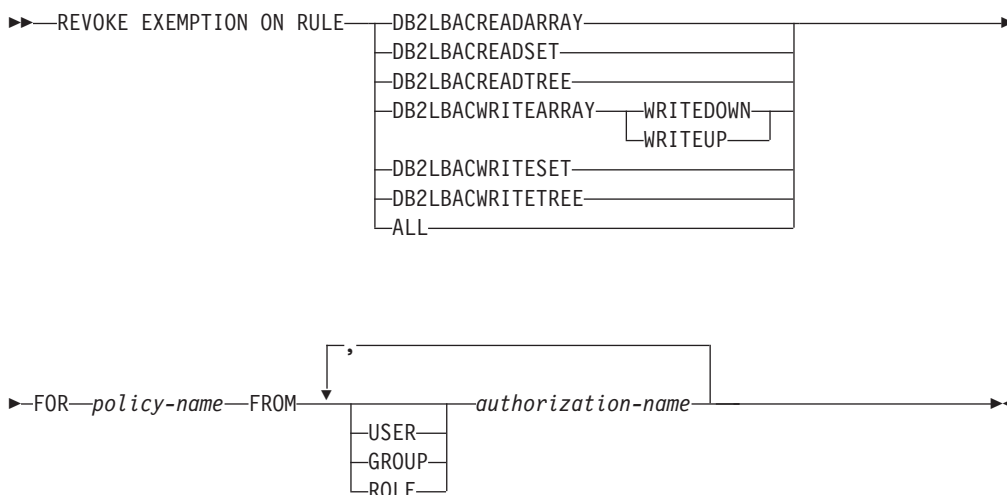 REVOKE EXEMPTION ON RULE DB2LBACREADARRAY
DB2LBACREADSET
DB2LBACREADTREE
DB2LBACWRITEARRAY WRITEDOWN
WRITEUP
DB2LBACWRITESET
DB2LBACWRITETREE
ALL
,
FOR policy-name FROM authorization-name
USER
GROUP
ROLE